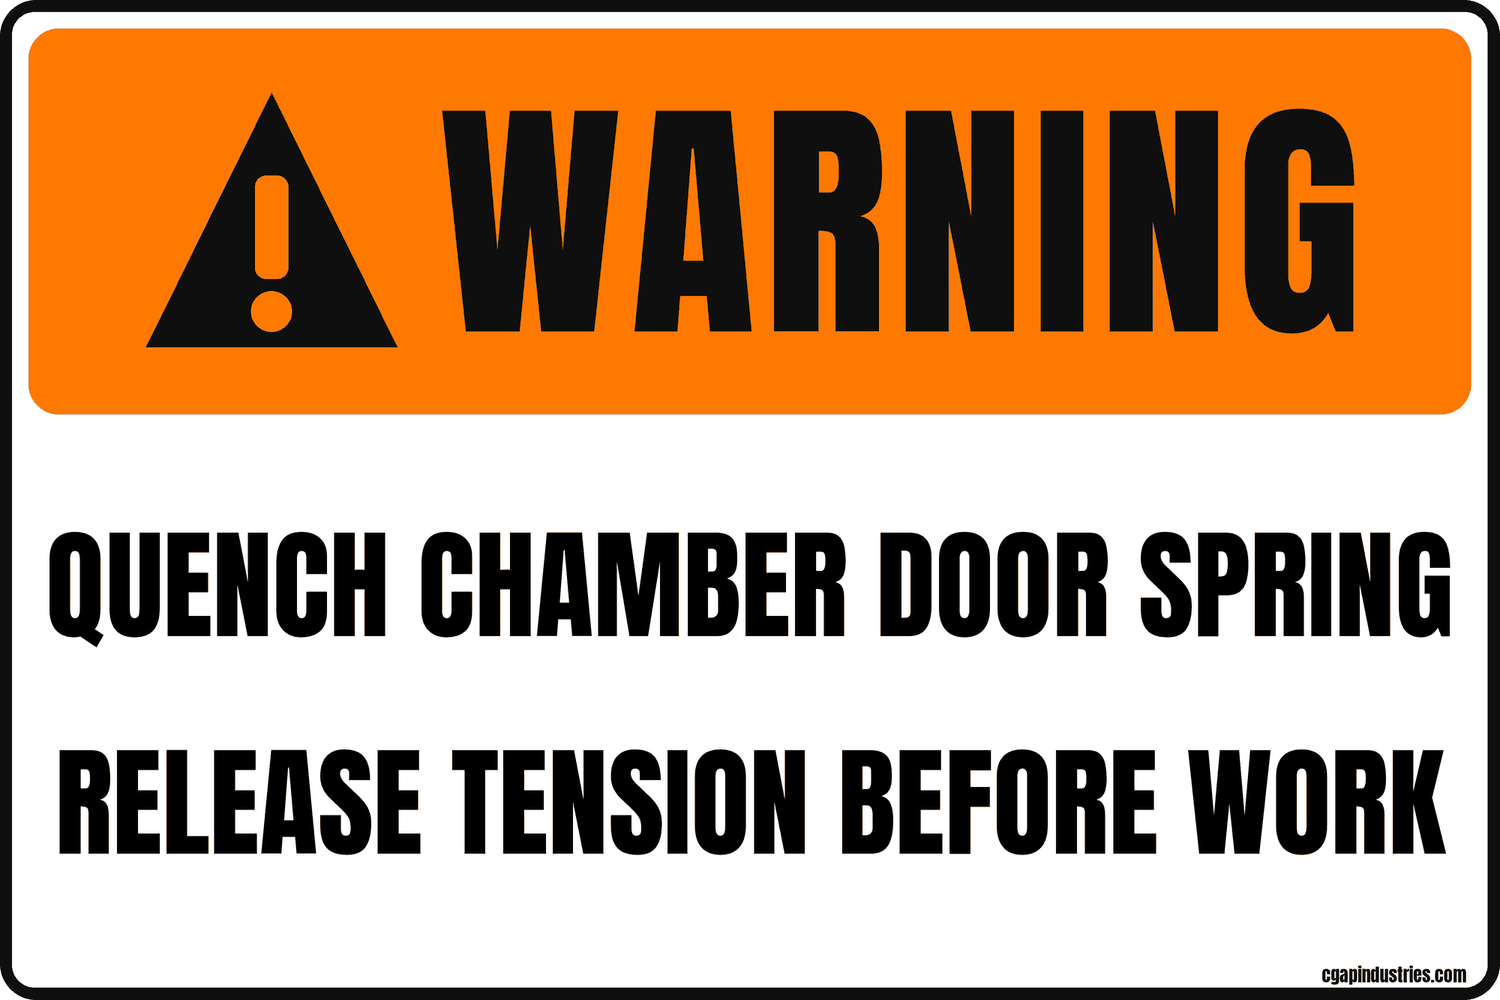 WARNING
QUENCH CHAMBER DOOR SPRING
RELEASE TENSION BEFORE WORK
cgapindustries.com